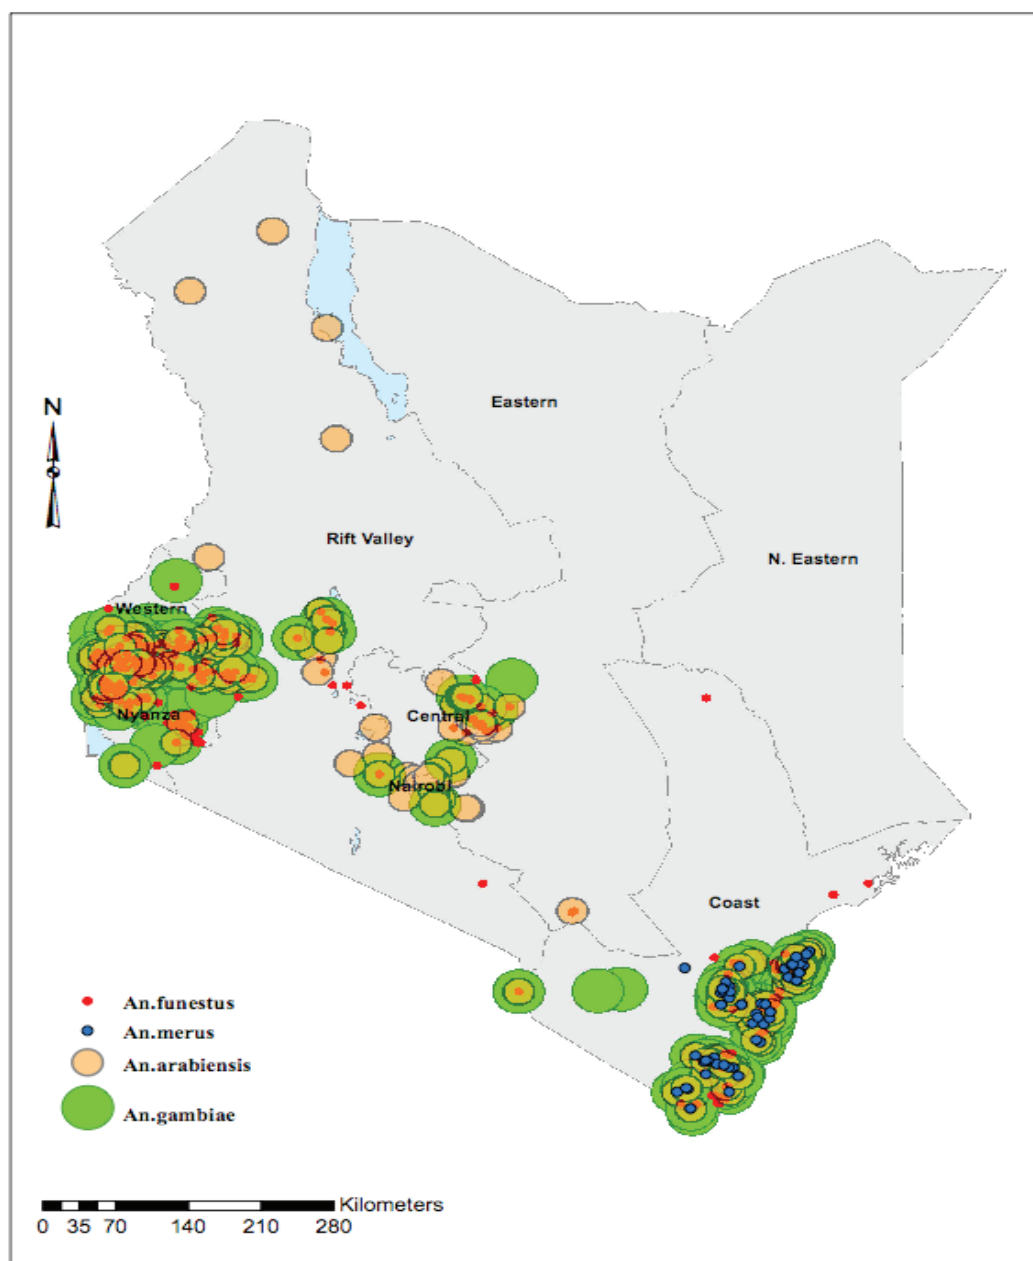 Eastern
N
Rift Valley
N. Eastern
Western
Nyanza
Central
Nairobi
Coast
An.funestus
An.merus
An.arabiensis
An.gambiae
Kilometers
0 35 70 140 210 280